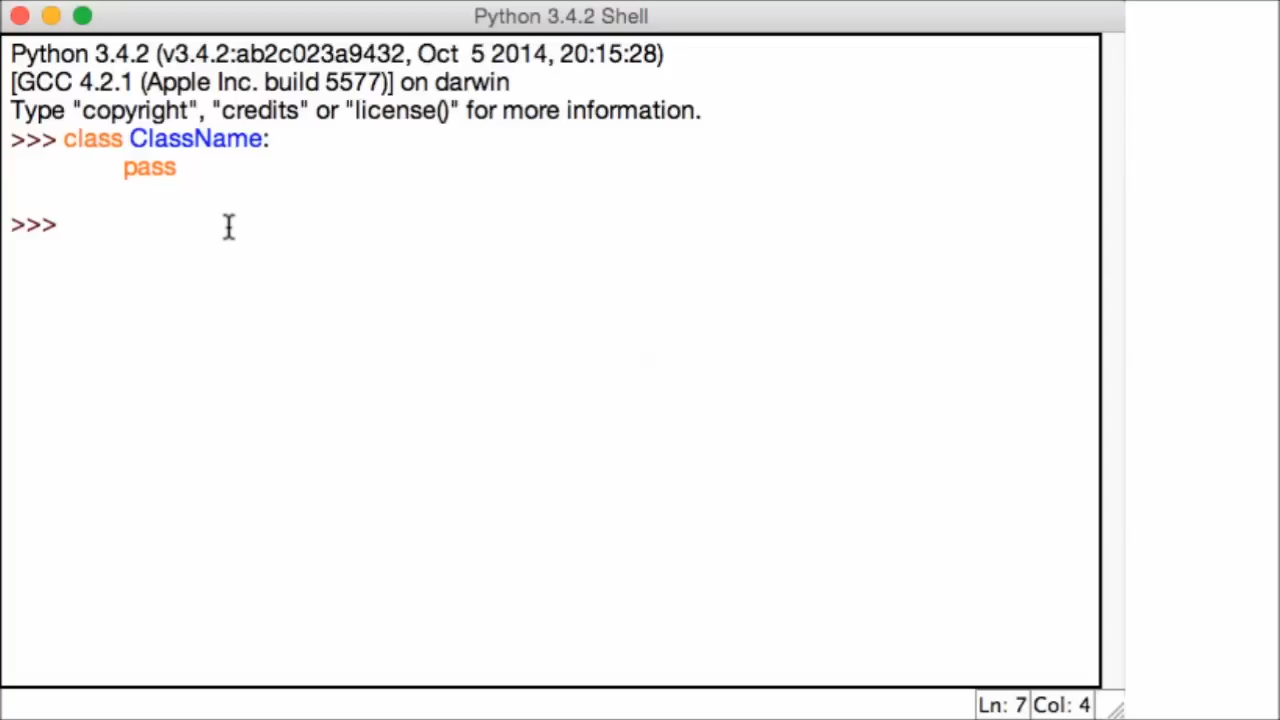 Python 3.4.2 Shell
Python 3.4.2 (v3.4.2:ab2c023a9432, Oct  5 2014, 20:15:28)
[GCC 4.2.1 (Apple Inc. build 5577)] on darwin
Type "copyright", "credits" or "license()" for more information.
>>> class ClassName:
pass
>>>
Ln: 7 Col: 4